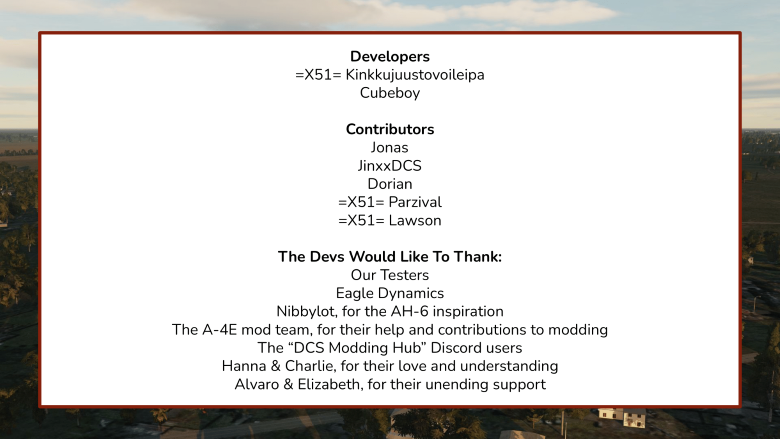 Developers
=X51= Kinkkujuustovoileipa
Cubeboy
Contributors
Jonas
JinxxDCS
Dorian
=X51= Parzival
=X51= Lawson
The Devs Would Like To Thank:
Our Testers
Eagle Dynamics
Nibbylot, for the AH-6 inspiration
The A-4E mod team, for their help and contributions to modding
The “DCS Modding Hub” Discord users
Hanna & Charlie, for their love and understanding
Alvaro & Elizabeth, for their unending support